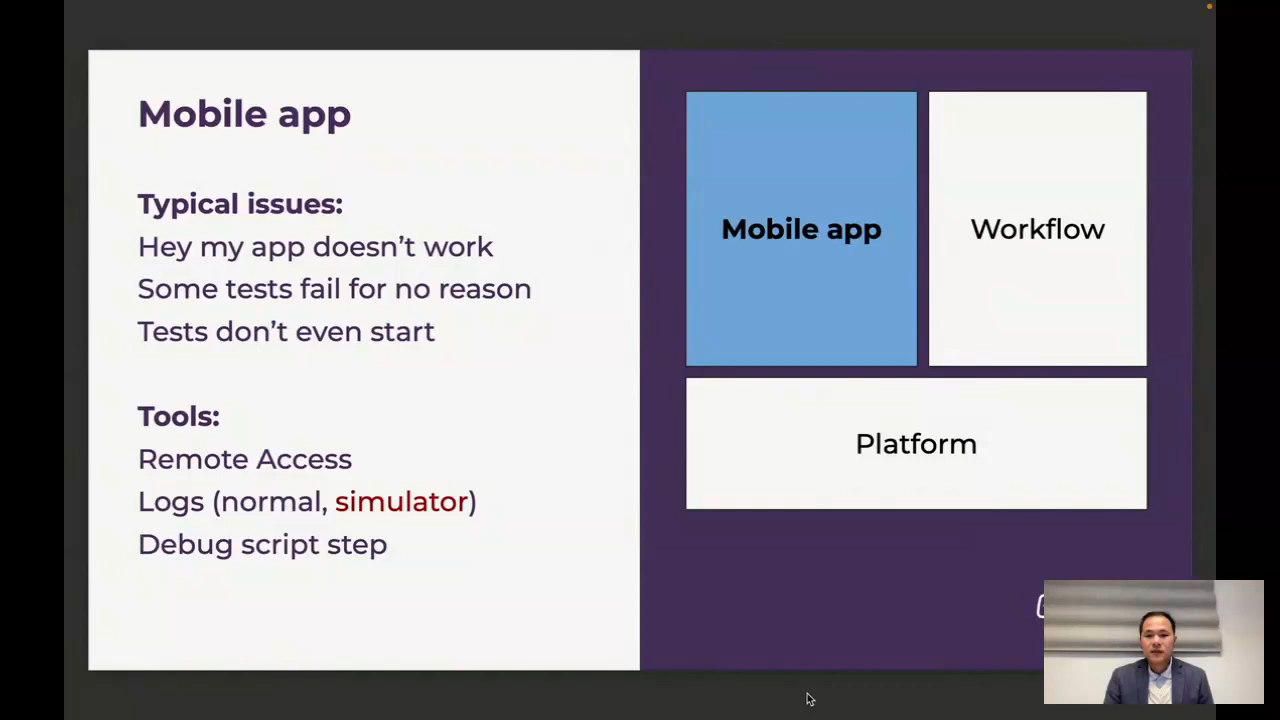 Mobile app
Typical issues:
Hey my app doesn’t work
Some tests fail for no reason
Tests don’t even start
Tools:
Remote Access
Logs (normal, simulator)
Debug script step
Mobile app
Workflow
Platform